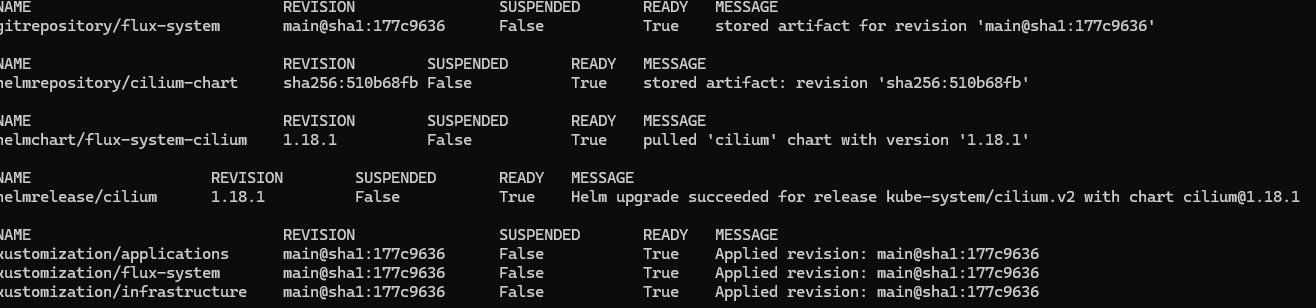 NAME REVISION SUSPENDED READY MESSAGE
gitrepository/flux-system main@sha1:177c9636 False True stored artifact for revision 'main@sha1:177c9636'
NAME REVISION SUSPENDED READY MESSAGE
helmrepository/cilium-chart sha256:510b68fb False True stored artifact: revision 'sha256:510b68fb'
NAME REVISION SUSPENDED READY MESSAGE
helmchart/flux-system-cilium 1.18.1 False True pulled 'cilium' chart with version '1.18.1'
NAME REVISION SUSPENDED READY MESSAGE
helmrelease/cilium 1.18.1 False True Helm upgrade succeeded for release kube-system/cilium.v2 with chart cilium@1.18.1
NAME REVISION SUSPENDED READY MESSAGE
kustomization/applications main@sha1:177c9636 False True Applied revision: main@sha1:177c9636
kustomization/flux-system main@sha1:177c9636 False True Applied revision: main@sha1:177c9636
kustomization/infrastructure main@sha1:177c9636 False True Applied revision: main@sha1:177c9636